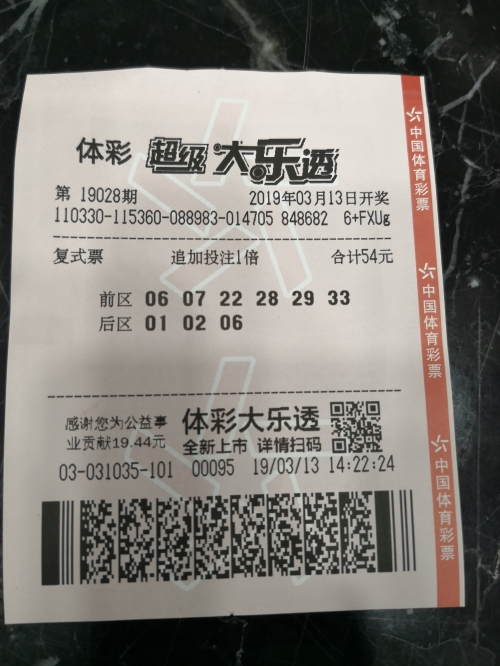 体彩 超级大乐透
第 19028期 2019年03月13日开奖
110330-115360-088983-014705 848682 6+FXUg
复式票 追加投注1倍 合计54元
前区 06 07 22 28 29 33
后区 01 02 06
感谢您为公益事
业贡献19.44元
体彩大乐透
全新上市 详情扫码
03-031035-101 00095 19/03/13 14:22:24
中国体育彩票
中国体育彩票
中国体育彩票